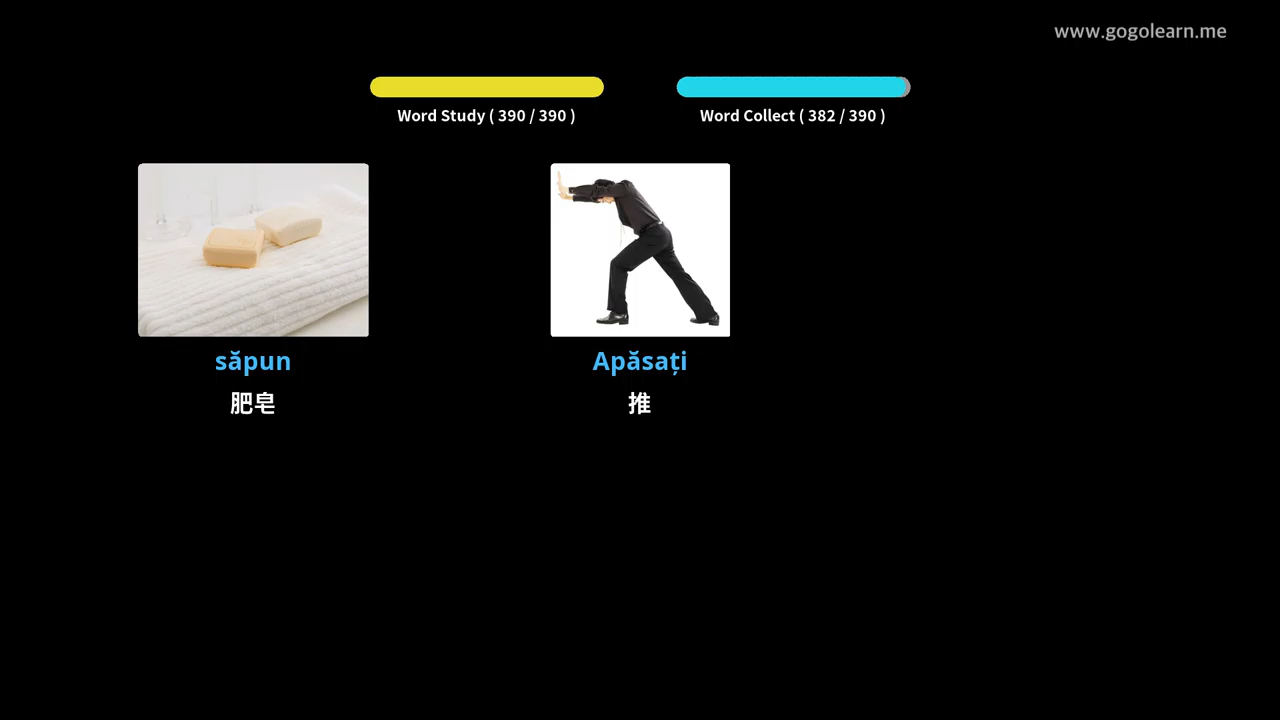 www.gogolearn.me
Word Study ( 390 / 390 )
Word Collect ( 382 / 390 )
săpun
Apăsați
肥皂
推